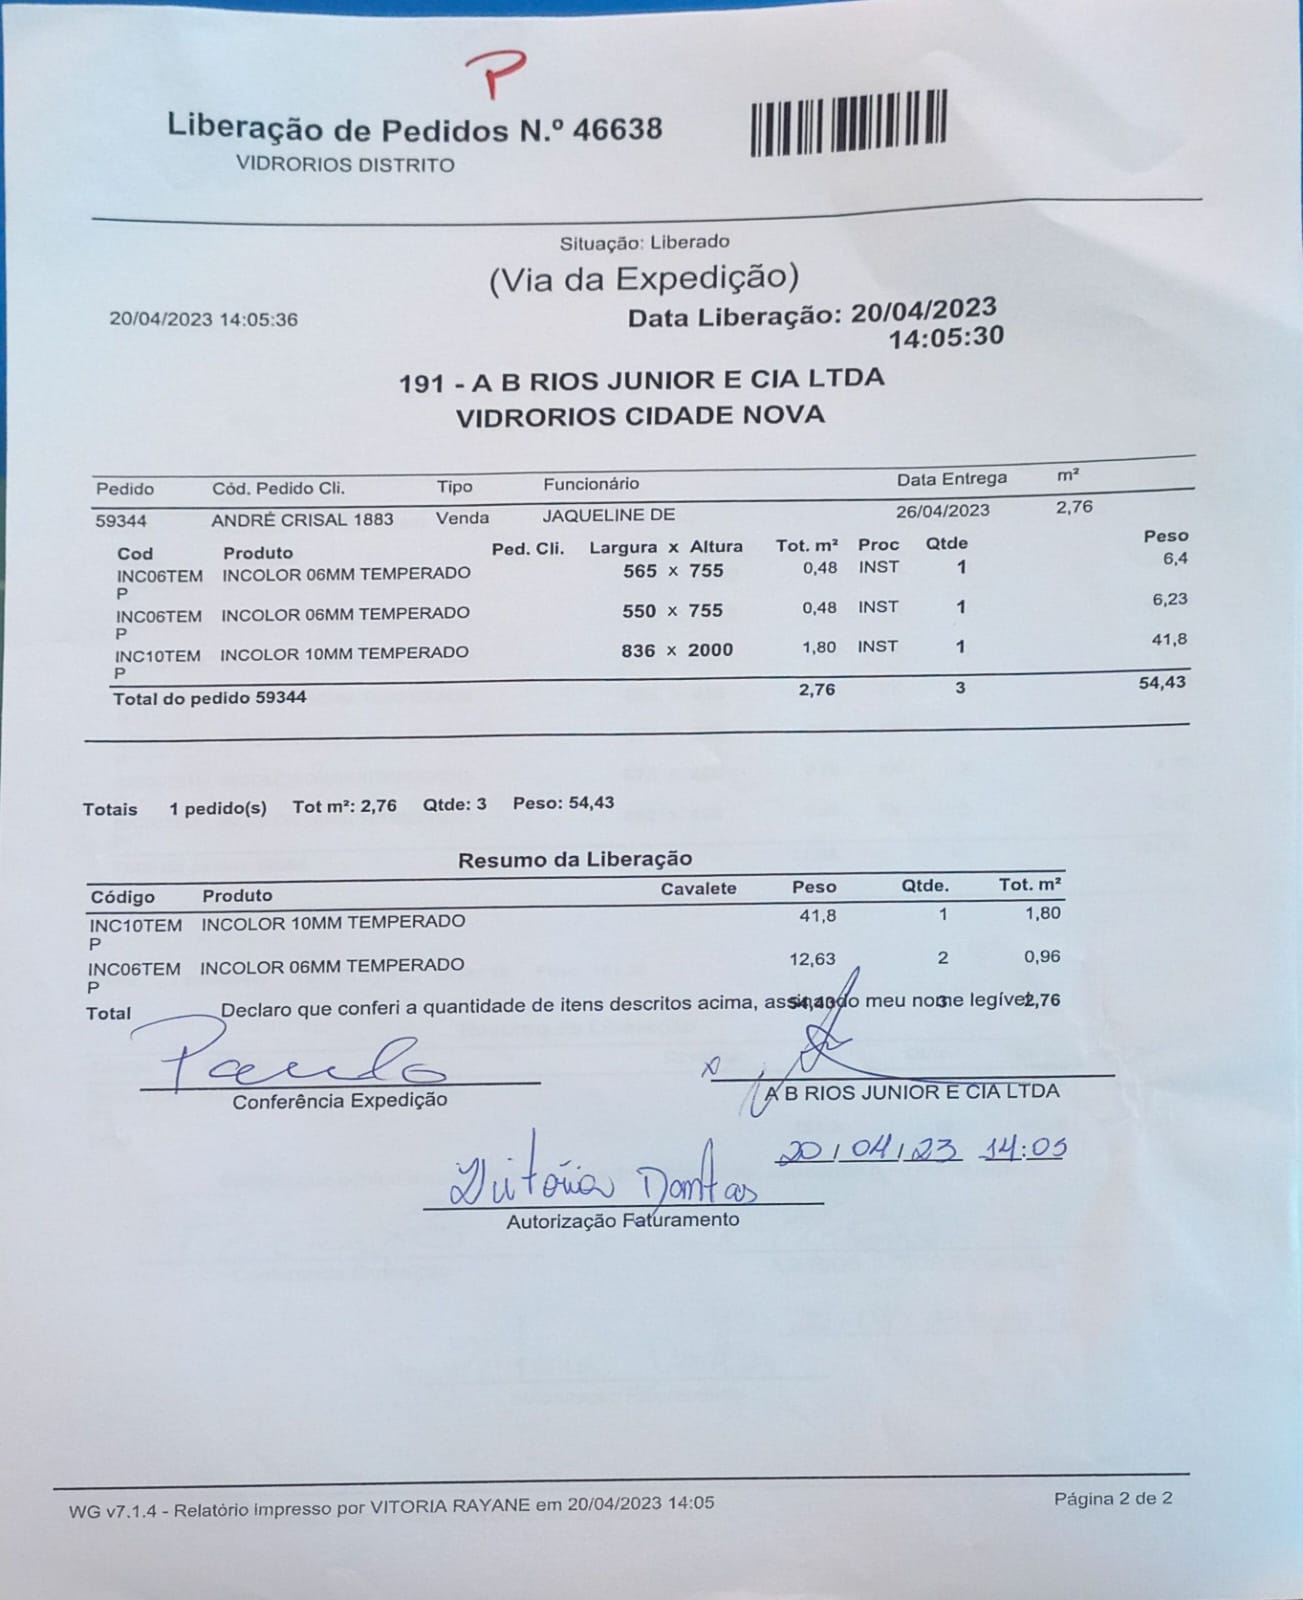 P
Liberação de Pedidos N.º 46638
VIDRORIOS DISTRITO
Situação: Liberado
(Via da Expedição)
20/04/2023 14:05:36 Data Liberação: 20/04/2023
14:05:30
191 - A B RIOS JUNIOR E CIA LTDA
VIDRORIOS CIDADE NOVA
Pedido Cód. Pedido Cli. Tipo Funcionário Data Entrega m²
59344 ANDRÉ CRISAL 1883 Venda JAQUELINE DE 26/04/2023 2,76
Cod Produto Ped. Cli. Largura x Altura Tot. m² Proc Qtde Peso
INC06TEM INCOLOR 06MM TEMPERADO 565 x 755 0,48 INST 1 6,4
P
INC06TEM INCOLOR 06MM TEMPERADO 550 x 755 0,48 INST 1 6,23
P
INC10TEM INCOLOR 10MM TEMPERADO 836 x 2000 1,80 INST 1 41,8
P
Total do pedido 59344 2,76 3 54,43
Totais 1 pedido(s) Tot m²: 2,76 Qtde: 3 Peso: 54,43
Resumo da Liberação
Código Produto Cavalete Peso Qtde. Tot. m²
INC10TEM INCOLOR 10MM TEMPERADO 41,8 1 1,80
P
INC06TEM INCOLOR 06MM TEMPERADO 12,63 2 0,96
P
Total Declaro que conferi a quantidade de itens descritos acima, assinando meu nome legível. 54,43 3 2,76
Paulo
x
Conferência Expedição A B RIOS JUNIOR E CIA LTDA
20/04/23 14:05
Vitória Dantas
Autorização Faturamento
WG v7.1.4 - Relatório impresso por VITORIA RAYANE em 20/04/2023 14:05 Página 2 de 2